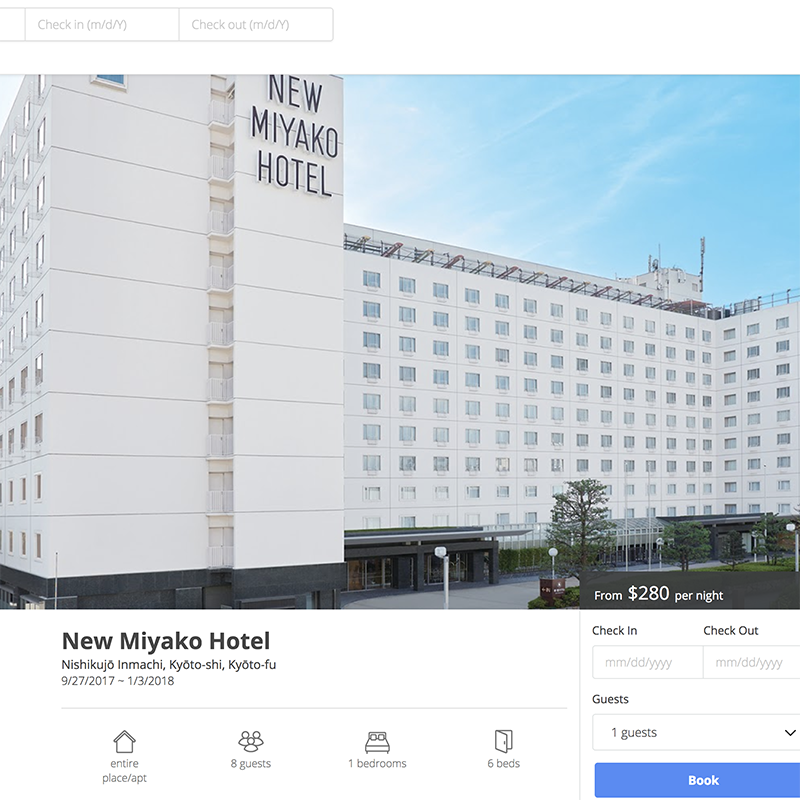 Check in (m/d/Y)
Check out (m/d/Y)
NEW
MIYAKO
HOTEL
From $280 per night
New Miyako Hotel
Nishikujō Inmachi, Kyōto-shi, Kyōto-fu
9/27/2017 ~ 1/3/2018
Check In
Check Out
mm/dd/yyyy
mm/dd/yyyy
Guests
1 guests
Book
entire
place/apt
8 guests
1 bedrooms
6 beds